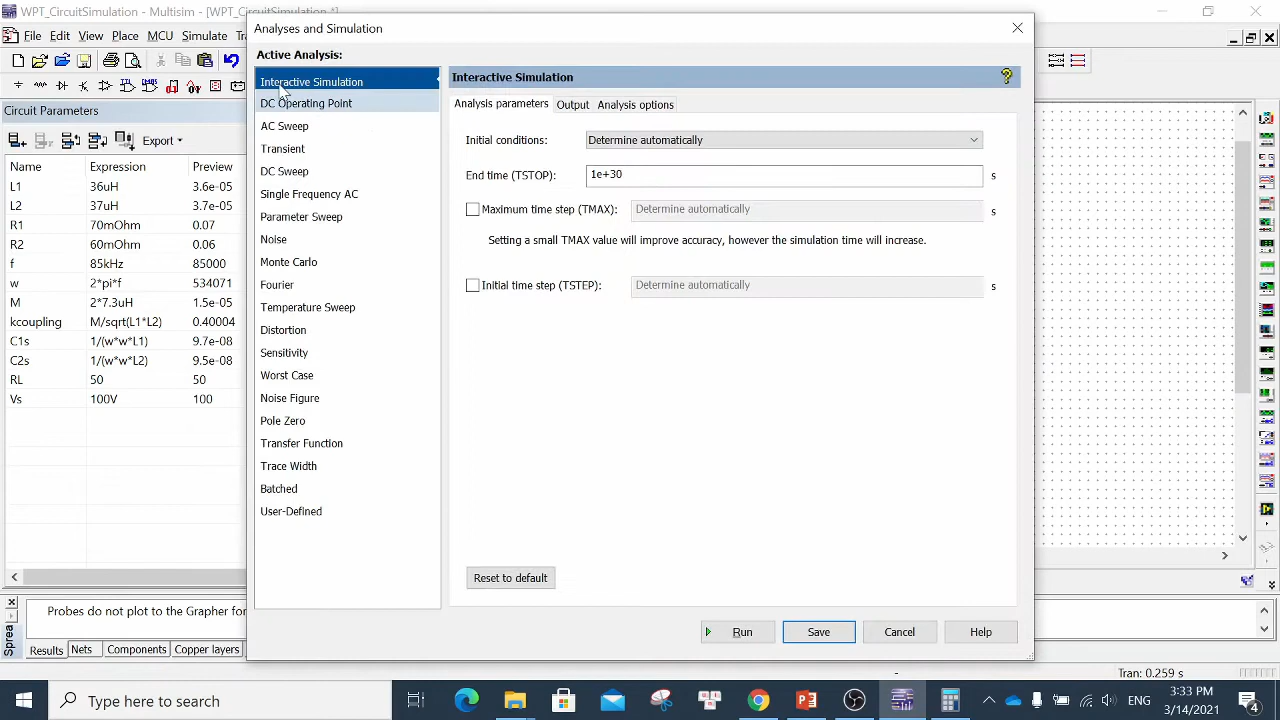 WPT_CircuitSimulation - Multisim - [WPT_CircuitSimulation *]
File Edit View Place MCU Simulate
Circuit Parameters
Export
Name Expression Preview
L1 36uH 3.6e-05
L2 37uH 3.7e-05
R1 70mOhm 0.07
R2 60mOhm 0.06
f 85kHz 85000
w 2*pi*f 534071
M 2*7.3uH 1.5e-05
kcoupling M/sqrt(L1*L2) 0.40004
C1s 1/(w*w*L1) 9.7e-08
C2s 1/(w*w*L2) 9.5e-08
RL 50 50
Vs 100V 100
Analyses and Simulation
Active Analysis:
Interactive Simulation
DC Operating Point
AC Sweep
Transient
DC Sweep
Single Frequency AC
Parameter Sweep
Noise
Monte Carlo
Fourier
Temperature Sweep
Distortion
Sensitivity
Worst Case
Noise Figure
Pole Zero
Transfer Function
Trace Width
Batched
User-Defined
Interactive Simulation
Analysis parameters Output Analysis options
Initial conditions: Determine automatically
End time (TSTOP): 1e+30 s
Maximum time step (TMAX): Determine automatically s
Setting a small TMAX value will improve accuracy, however the simulation time will increase.
Initial time step (TSTEP): Determine automatically s
Reset to default
Run Save Cancel Help
Probes do not plot to the Grapher for
Sprea
Results Nets Components Copper layers
Tran: 0.259 s
Type here to search
ENG
3:33 PM
3/14/2021
4